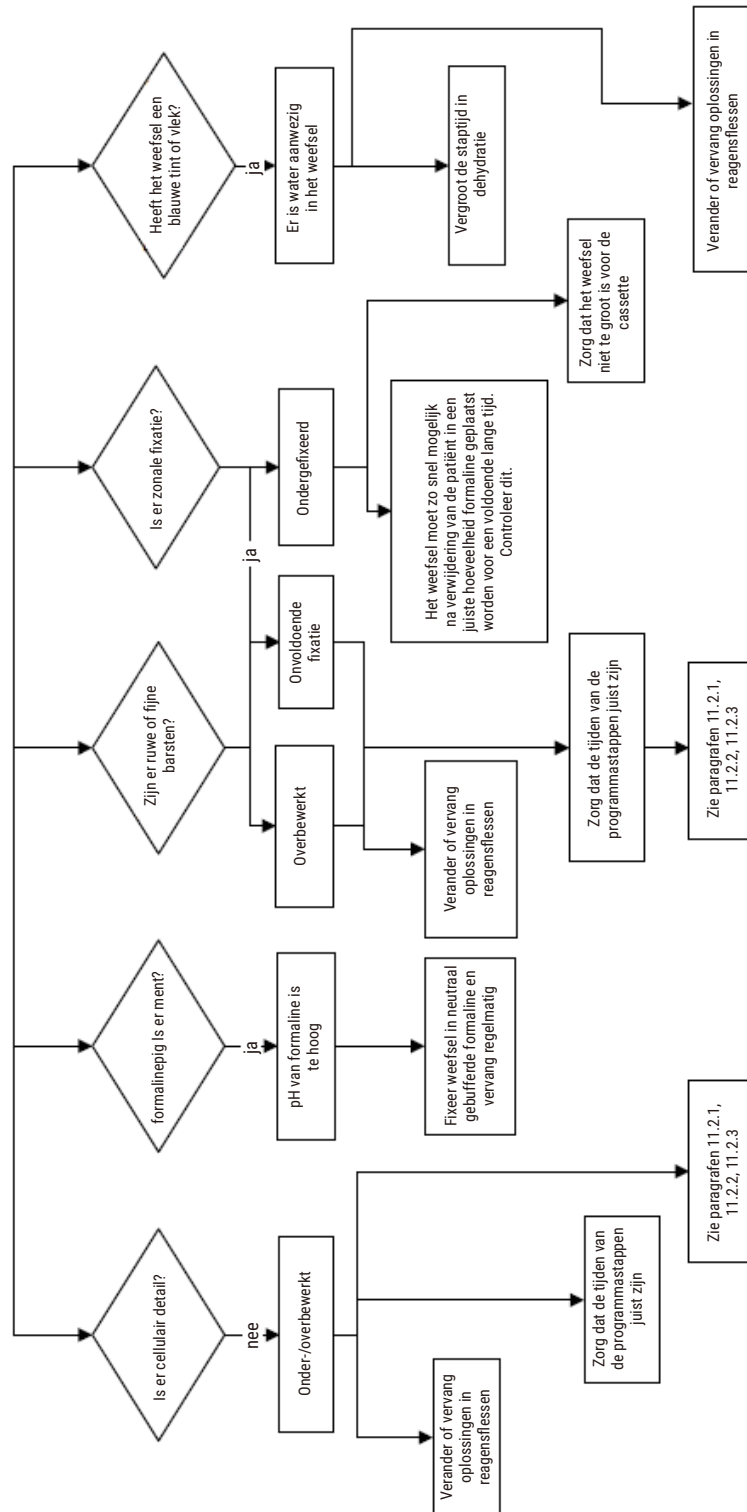 Is er cellulair detail?
nee
Onder-/overbewerkt
Verander of vervang
oplossingen in
reagensflessen
Zorg dat de tijden van
de programmastappen
juist zijn
Zie paragrafen 11.2.1,
11.2.2, 11.2.3
formalinepig Is er ment?
ja
pH van formaline is
te hoog
Fixeer weefsel in neutraal
gebufferde formaline en
vervang regelmatig
Zijn er ruwe of fijne
barsten?
ja
Overbewerkt
Onvoldoende
fixatie
Verander of vervang
oplossingen in
reagensflessen
Zorg dat de tijden van de
programmastappen juist zijn
Zie paragrafen 11.2.1,
11.2.2, 11.2.3
Is er zonale fixatie?
Ondergefixeerd
Het weefsel moet zo snel mogelijk
na verwijdering van de patiënt in een
juiste hoeveelheid formaline geplaatst
worden voor een voldoende lange tijd.
Controleer dit.
Zorg dat het weefsel
niet te groot is voor de
cassette
Heeft het weefsel een
blauwe tint of vlek?
ja
Er is water aanwezig
in het weefsel
Vergroot de staptijd in
dehydratie
Verander of vervang oplossingen in
reagensflessen